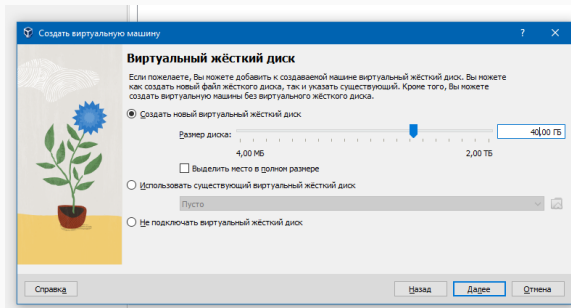 Создать виртуальную машину
Виртуальный жёсткий диск
Если пожелаете, Вы можете добавить к создаваемой машине виртуальный жёсткий диск. Вы можете
как создать новый файл жёсткого диска, так и указать существующий. Кроме того, Вы можете
создать виртуальную машины без виртуального жёсткого диска.
Создать новый виртуальный жёсткий диск
Размер диска:
40,00 ГБ
4,00 МБ 2,00 ТБ
Выделить место в полном размере
Использовать существующий виртуальный жёсткий диск
Пусто
Не подключать виртуальный жёсткий диск
Справка Назад Далее Отмена